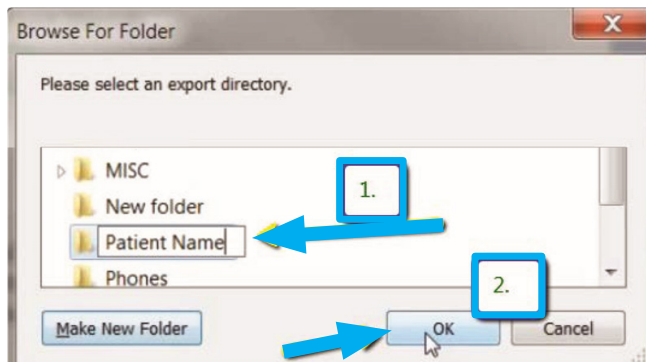 Browse For Folder
Please select an export directory.
MISC
1.
New folder
Patient Name
Phones
2.
Make New Folder
OK
Cancel